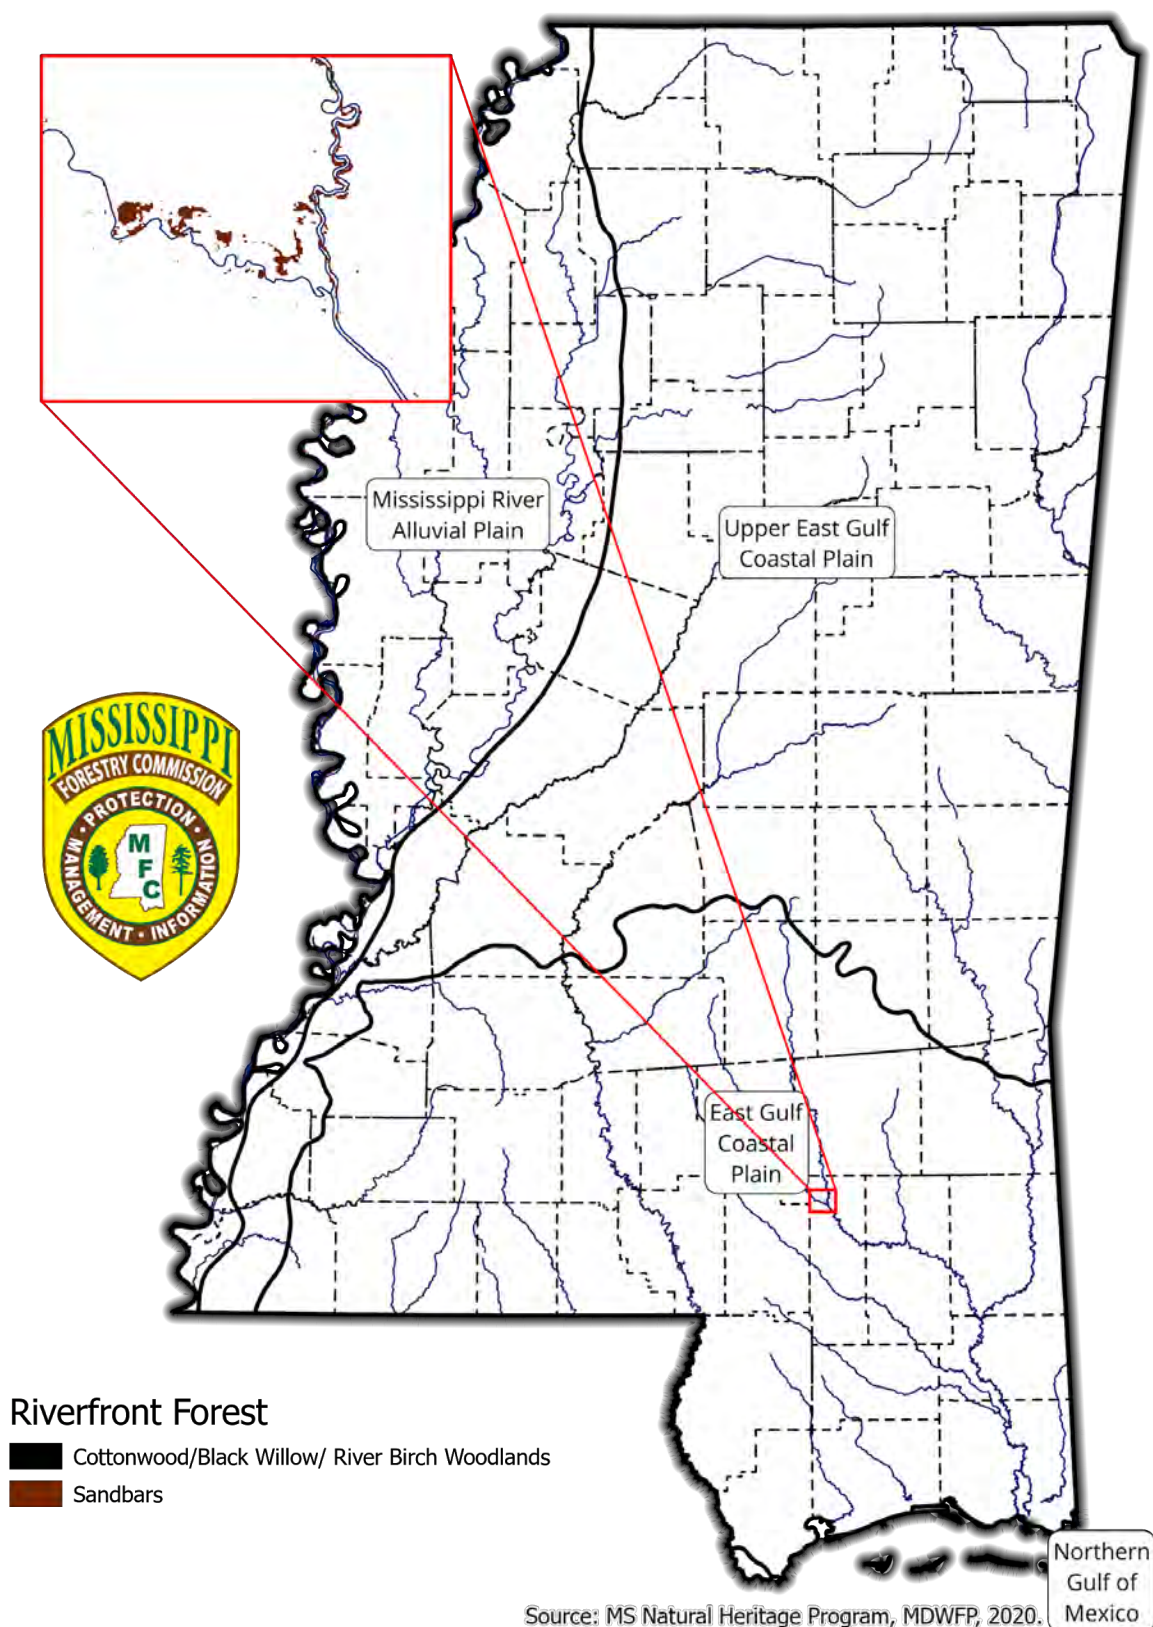 Mississippi River
Alluvial Plain
Upper East Gulf
Coastal Plain
MISSISSIPPI
FORESTRY COMMISSION
PROTECTION
MANAGEMENT • INFORMATION
M
F
C
East Gulf
Coastal
Plain
Riverfront Forest
Cottonwood/Black Willow/ River Birch Woodlands
Sandbars
Northern
Gulf of
Mexico
Source: MS Natural Heritage Program, MDWFP, 2020.